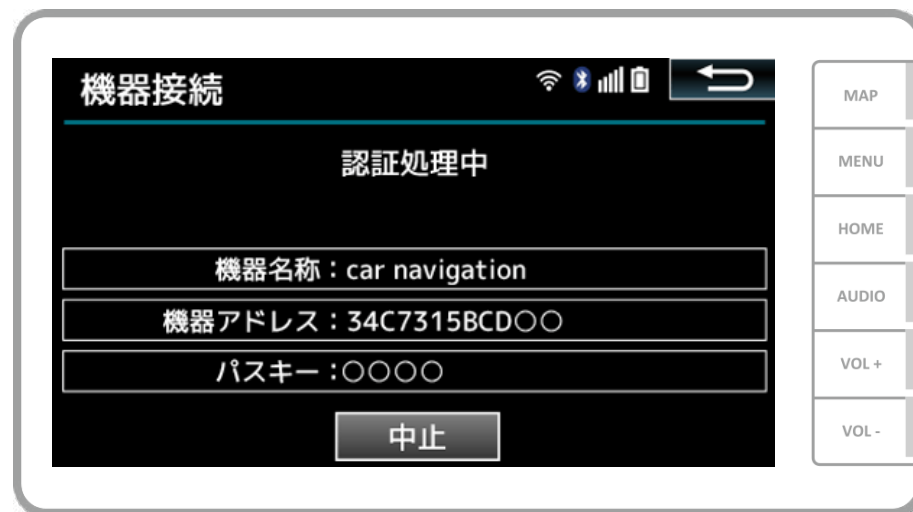 機器接続
認証処理中
機器名称：car navigation
機器アドレス：34C7315BCD○○
パスキー：○○○○
中止
MAP
MENU
HOME
AUDIO
VOL +
VOL -